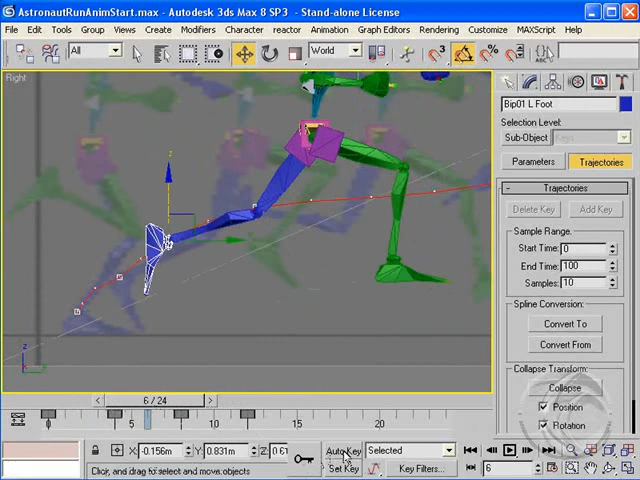 AstronautRunAnimStart.max - Autodesk 3ds Max 8 SP3 - Stand-alone License
File Edit Tools Group Views Create Modifiers reactor Animation Graph Editors Rendering Customize MAXScript Help
All World 3
Right
Bip01 L Foot
Selection Level:
Sub-Object Keys
Parameters Trajectories
- Trajectories
Delete Key Add Key
Sample Range:
Start Time: 0
End Time: 100
Samples: 10
Spline Conversion:
Convert To
Convert From
Collapse Transform:
Collapse
Position
Rotation
z
z
< 6 / 24 >
0 5 10 15 20
X: -0.156m Y: 0.831m Z:
Auto Key Selected
Click and drag to select and move objects
Set Key Key Filters... 6